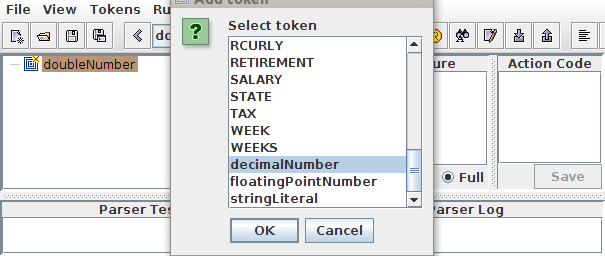 Add token
File View Tokens Ru
Select token
?
do
RCURLY
RETIREMENT
SALARY
STATE
TAX
WEEK
WEEKS
decimalNumber
floatingPointNumber
stringLiteral
doubleNumber
ure
Action Code
Full
Save
OK
Cancel
Parser Tes
Parser Log